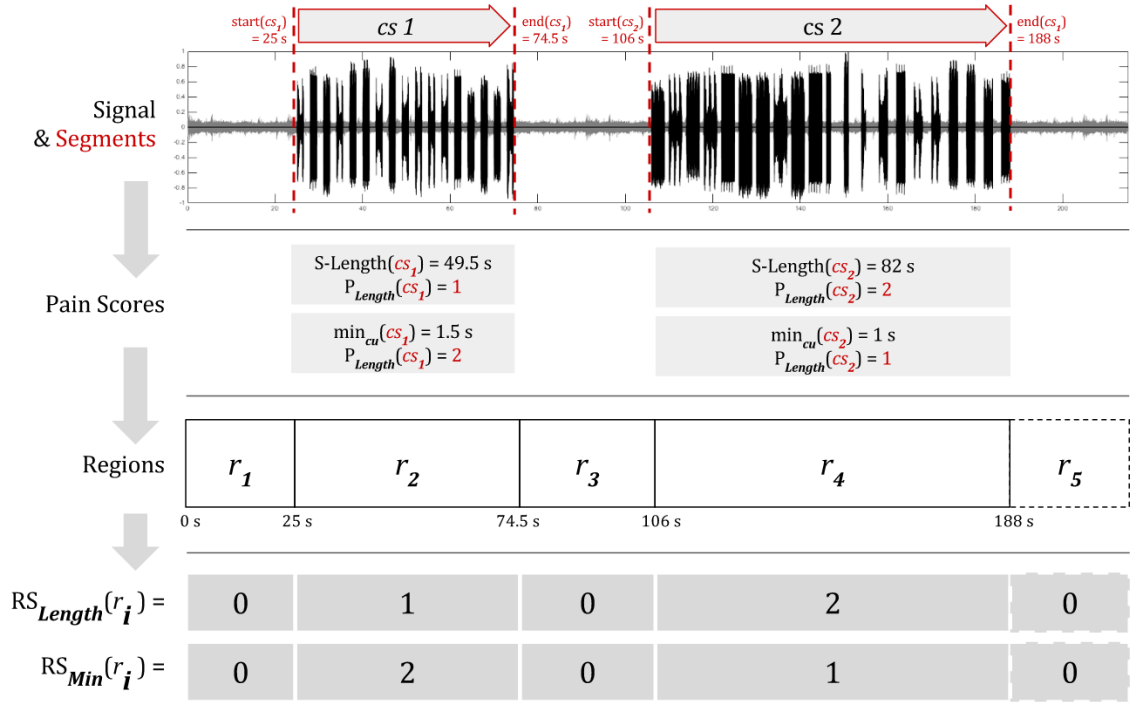 start(cs1)
= 25 s
cs 1
end(cs1)
= 74.5 s
start(cs2)
= 106 s
cs 2
end(cs1)
= 188 s
Signal
& Segments
1
0.8
0.6
0.4
0.2
0
-0.2
-0.4
-0.6
-0.8
-1
0 20 40 60 80 100 120 140 160 180 200
Pain Scores
S-Length(cs1) = 49.5 s
PLength(cs1) = 1
mincu(cs1) = 1.5 s
PLength(cs1) = 2
S-Length(cs2) = 82 s
PLength(cs2) = 2
mincu(cs2) = 1 s
PLength(cs2) = 1
Regions
r1 r2 r3 r4 r5
0 s 25 s 74.5 s 106 s 188 s
RSLength(ri) = 0 1 0 2 0
RSMin(ri) = 0 2 0 1 0